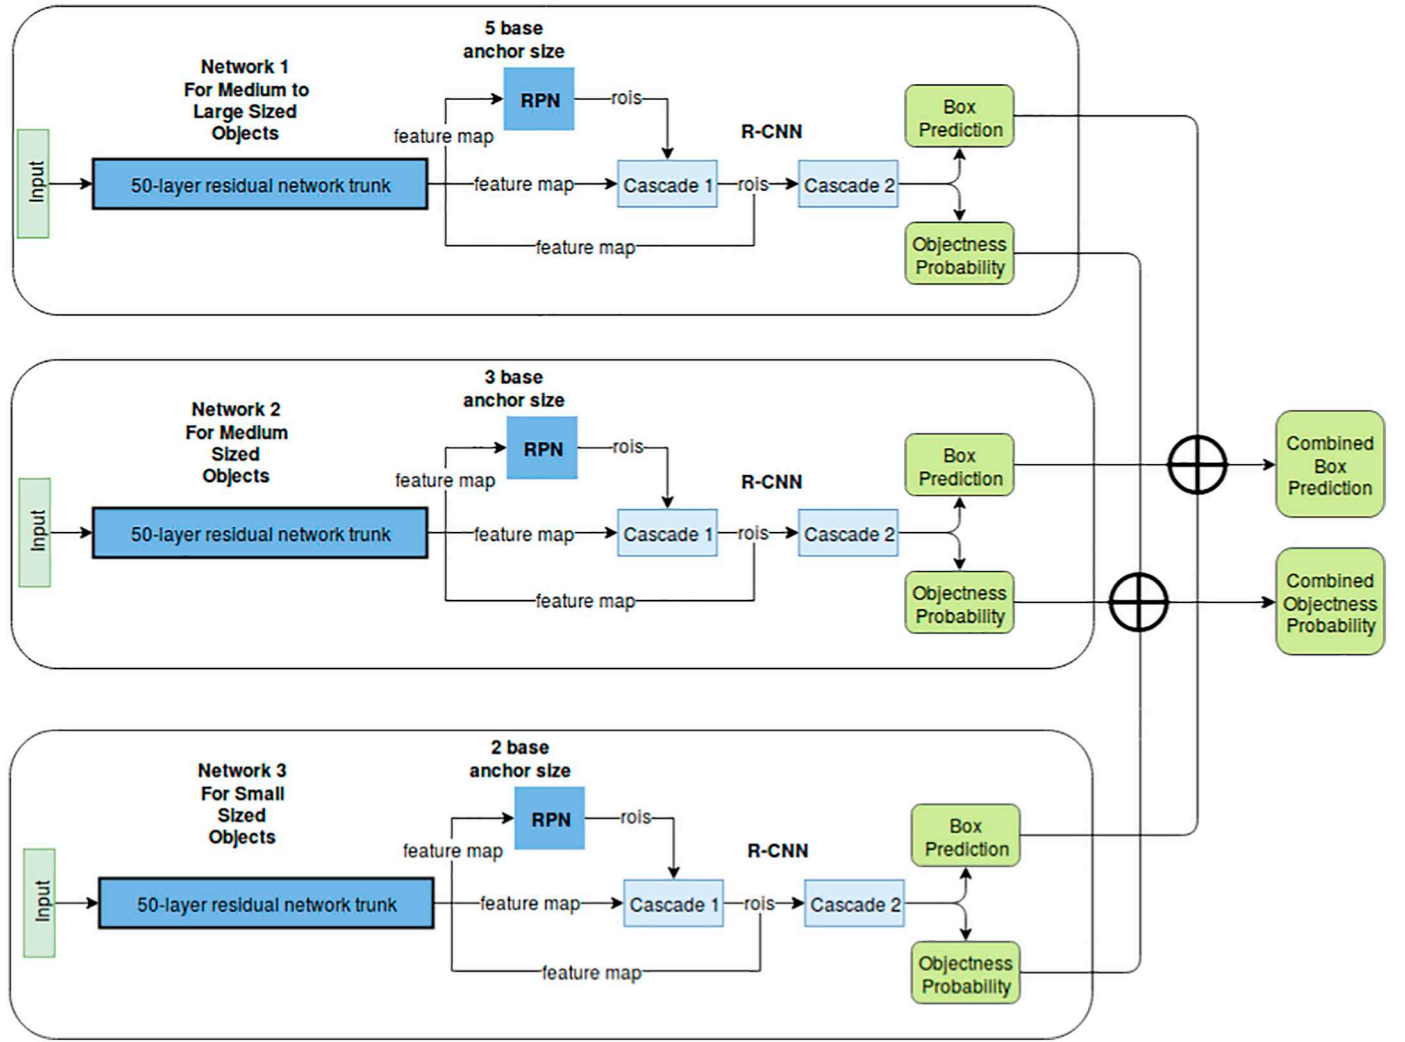 5 base
anchor size
Network 1
For Medium to
Large Sized
Objects
RPN
rois
feature map
R-CNN
Box
Prediction
Input
50-layer residual network trunk
feature map
Cascade 1
rois
Cascade 2
feature map
Objectness
Probability
3 base
anchor size
Network 2
For Medium
Sized
Objects
RPN
rois
feature map
R-CNN
Box
Prediction
Input
50-layer residual network trunk
feature map
Cascade 1
rois
Cascade 2
feature map
Objectness
Probability
Combined
Box
Prediction
Combined
Objectness
Probability
2 base
anchor size
Network 3
For Small
Sized
Objects
RPN
rois
feature map
R-CNN
Box
Prediction
Input
50-layer residual network trunk
feature map
Cascade 1
rois
Cascade 2
feature map
Objectness
Probability